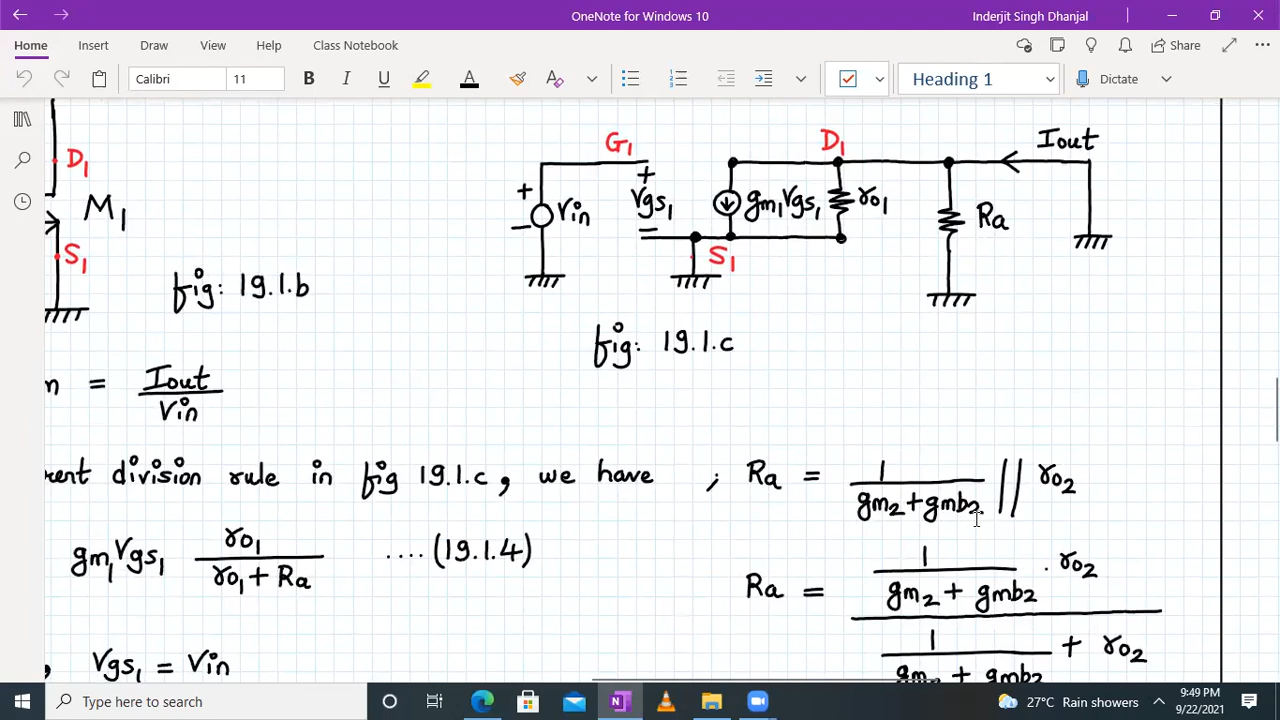 OneNote for Windows 10
Inderjit Singh Dhanjal
Home Insert Draw View Help Class Notebook
Share
Calibri 11 B I U A Heading 1 Dictate
D1
M1
S1
fig: 19.1.b
G1
D1
Iout
+ Vin −
+ Vgs1 −
gm1Vgs1
ro1
Ra
S1
fig: 19.1.c
= Iout / Vin
division rule in fig 19.1.c, we have ; Ra = 1 / (gm2+gmb2) || ro2
gm1Vgs1 ro1 / (ro1 + Ra) .... (19.1.4)
Ra = (1 / (gm2 + gmb2) . ro2) / (1 / (gm2 + gmb2) + ro2)
Vgs1 = Vin
Type here to search
27°C Rain showers
9:49 PM
9/22/2021